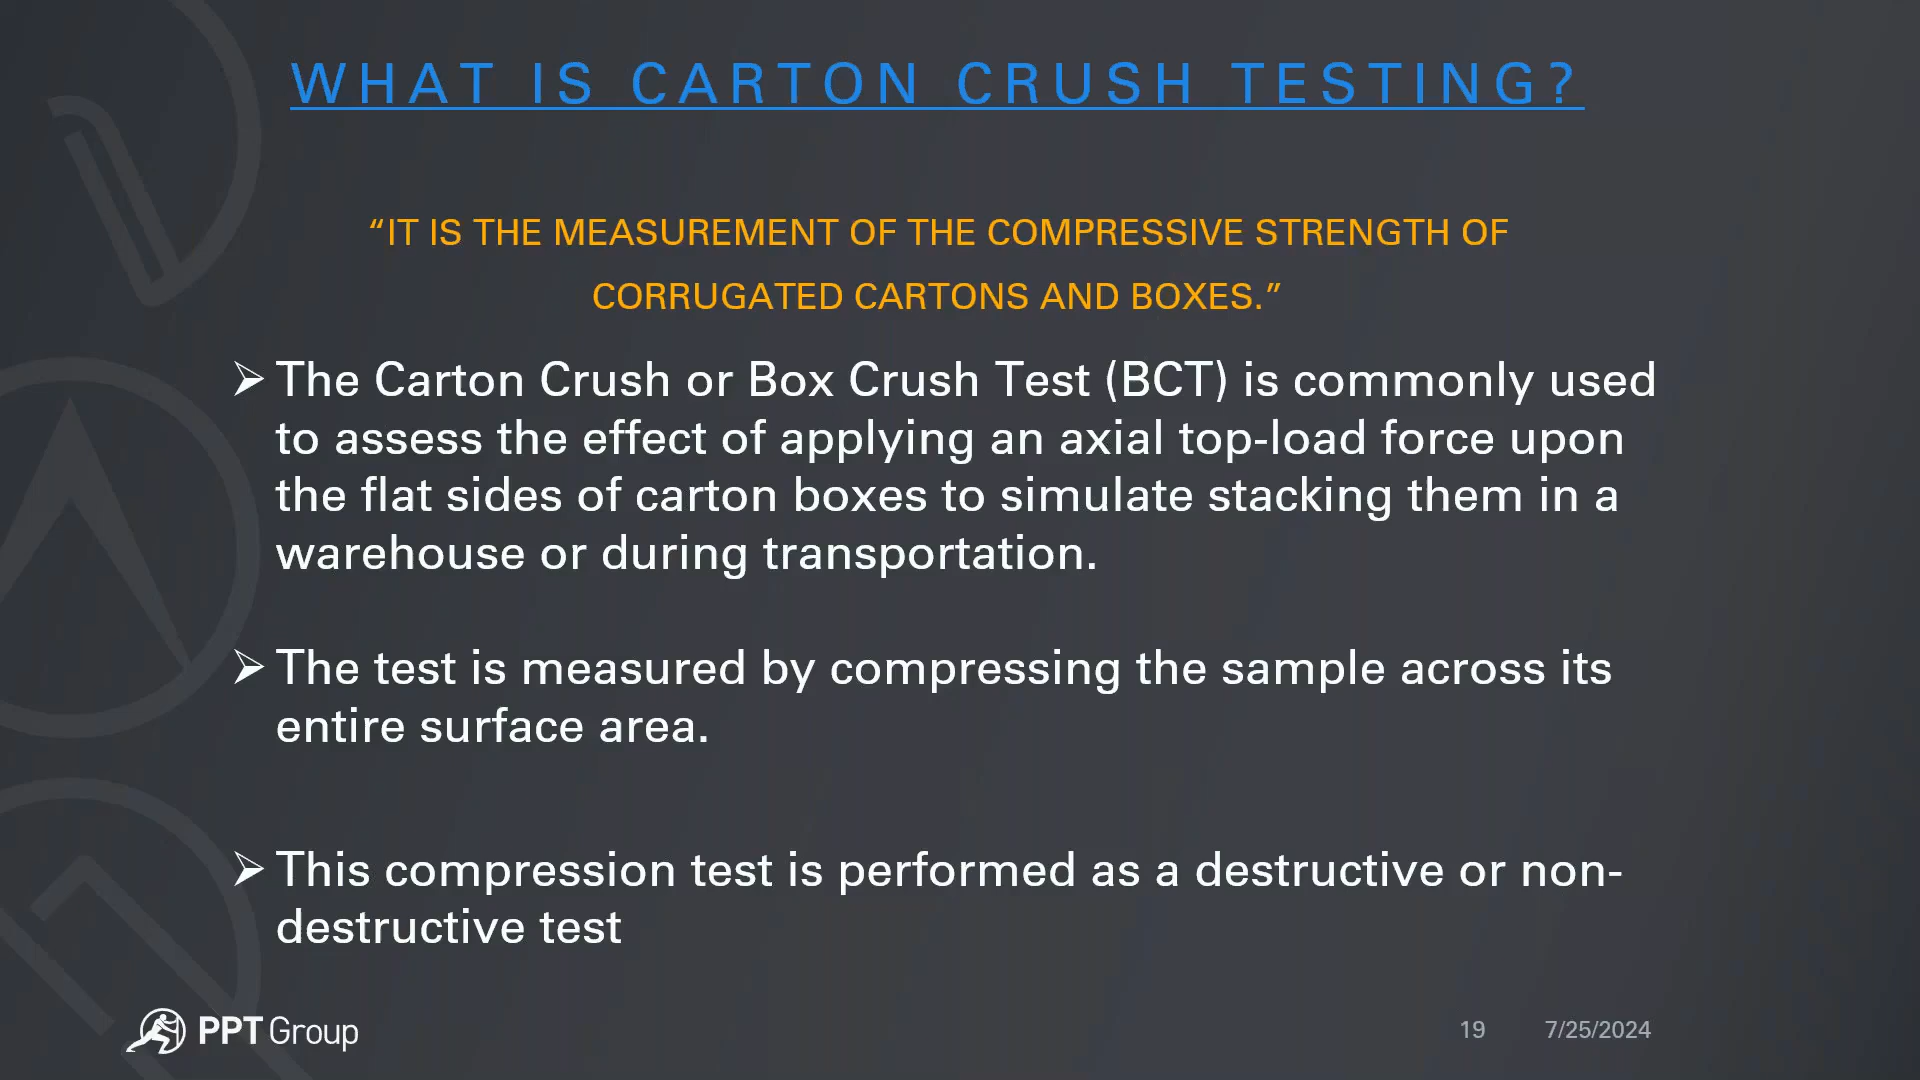 WHAT IS CARTON CRUSH TESTING?
“IT IS THE MEASUREMENT OF THE COMPRESSIVE STRENGTH OF
CORRUGATED CARTONS AND BOXES.”
➢ The Carton Crush or Box Crush Test (BCT) is commonly used
to assess the effect of applying an axial top-load force upon
the flat sides of carton boxes to simulate stacking them in a
warehouse or during transportation.
➢ The test is measured by compressing the sample across its
entire surface area.
➢ This compression test is performed as a destructive or non-
destructive test
PPT Group
19 7/25/2024